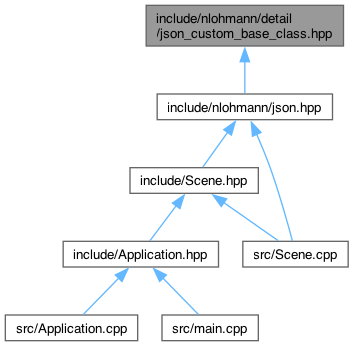 include/nlohmann/detail
/json_custom_base_class.hpp
include/nlohmann/json.hpp
include/Scene.hpp
include/Application.hpp
src/Scene.cpp
src/Application.cpp
src/main.cpp